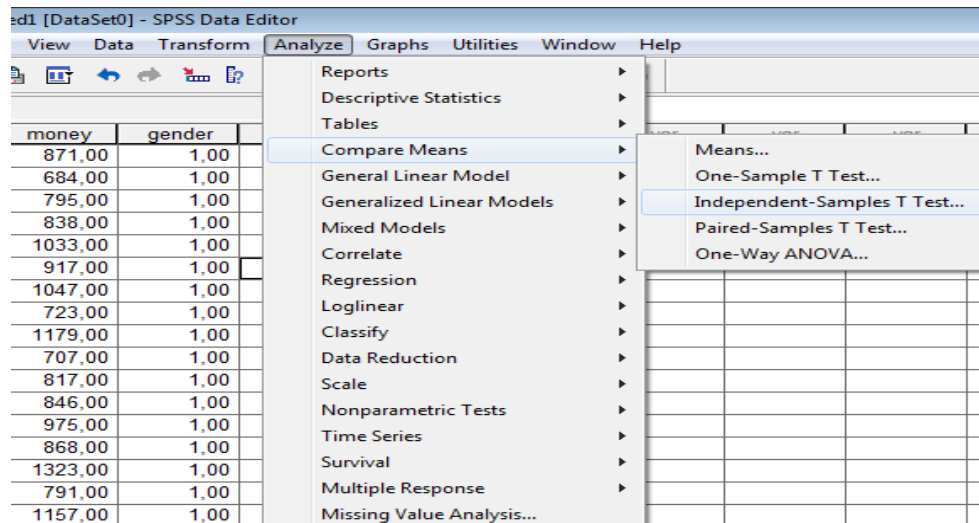 ed1 [DataSet0] - SPSS Data Editor
View Data Transform Analyze Graphs Utilities Window Help
Reports
Descriptive Statistics
Tables
Compare Means
General Linear Model
Generalized Linear Models
Mixed Models
Correlate
Regression
Loglinear
Classify
Data Reduction
Scale
Nonparametric Tests
Time Series
Survival
Multiple Response
Missing Value Analysis...
Means...
One-Sample T Test...
Independent-Samples T Test...
Paired-Samples T Test...
One-Way ANOVA...
money gender
871,00 1,00
684,00 1,00
795,00 1,00
838,00 1,00
1033,00 1,00
917,00 1,00
1047,00 1,00
723,00 1,00
1179,00 1,00
707,00 1,00
817,00 1,00
846,00 1,00
975,00 1,00
868,00 1,00
1323,00 1,00
791,00 1,00
1157,00 1,00